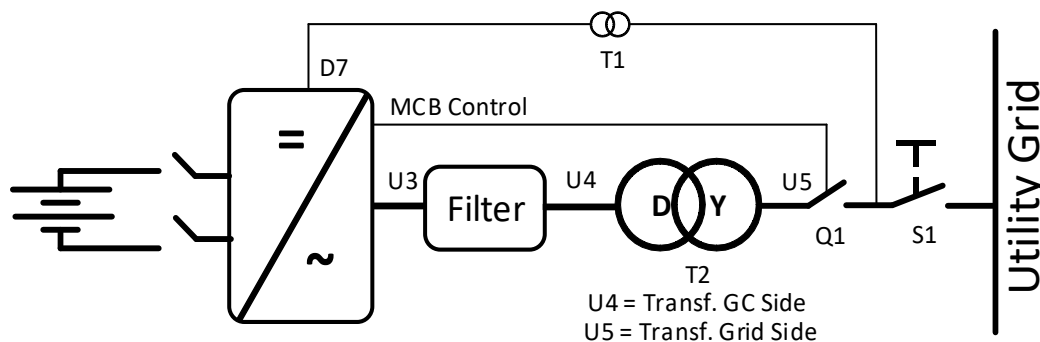 T1
D7
MCB Control
=
~
U3
Filter
U4
D
Y
U5
Q1
S1
T2
U4 = Transf. GC Side
U5 = Transf. Grid Side
Utility Grid